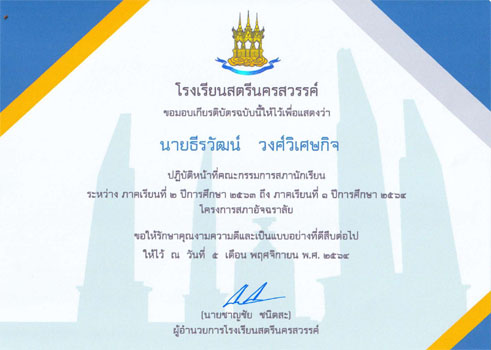 โรงเรียนสตรีนครสวรรค์
ขอมอบเกียรติบัตรฉบับนี้ให้ไว้เพื่อแสดงว่า
นายธีรวัฒน์ วงศ์วิเศษกิจ
ปฏิบัติหน้าที่คณะกรรมการสภานักเรียน
ระหว่าง ภาคเรียนที่ ๒ ปีการศึกษา ๒๕๖๓ ถึง ภาคเรียนที่ ๑ ปีการศึกษา ๒๕๖๔
โครงการสภาอัจฉราลัย
ขอให้รักษาคุณงามความดีและเป็นแบบอย่างที่ดีสืบต่อไป
ให้ไว้ ณ วันที่ ๕ เดือน พฤศจิกายน พ.ศ. ๒๕๖๔
(นายชาญชัย ชนิดสะ)
ผู้อำนวยการโรงเรียนสตรีนครสวรรค์